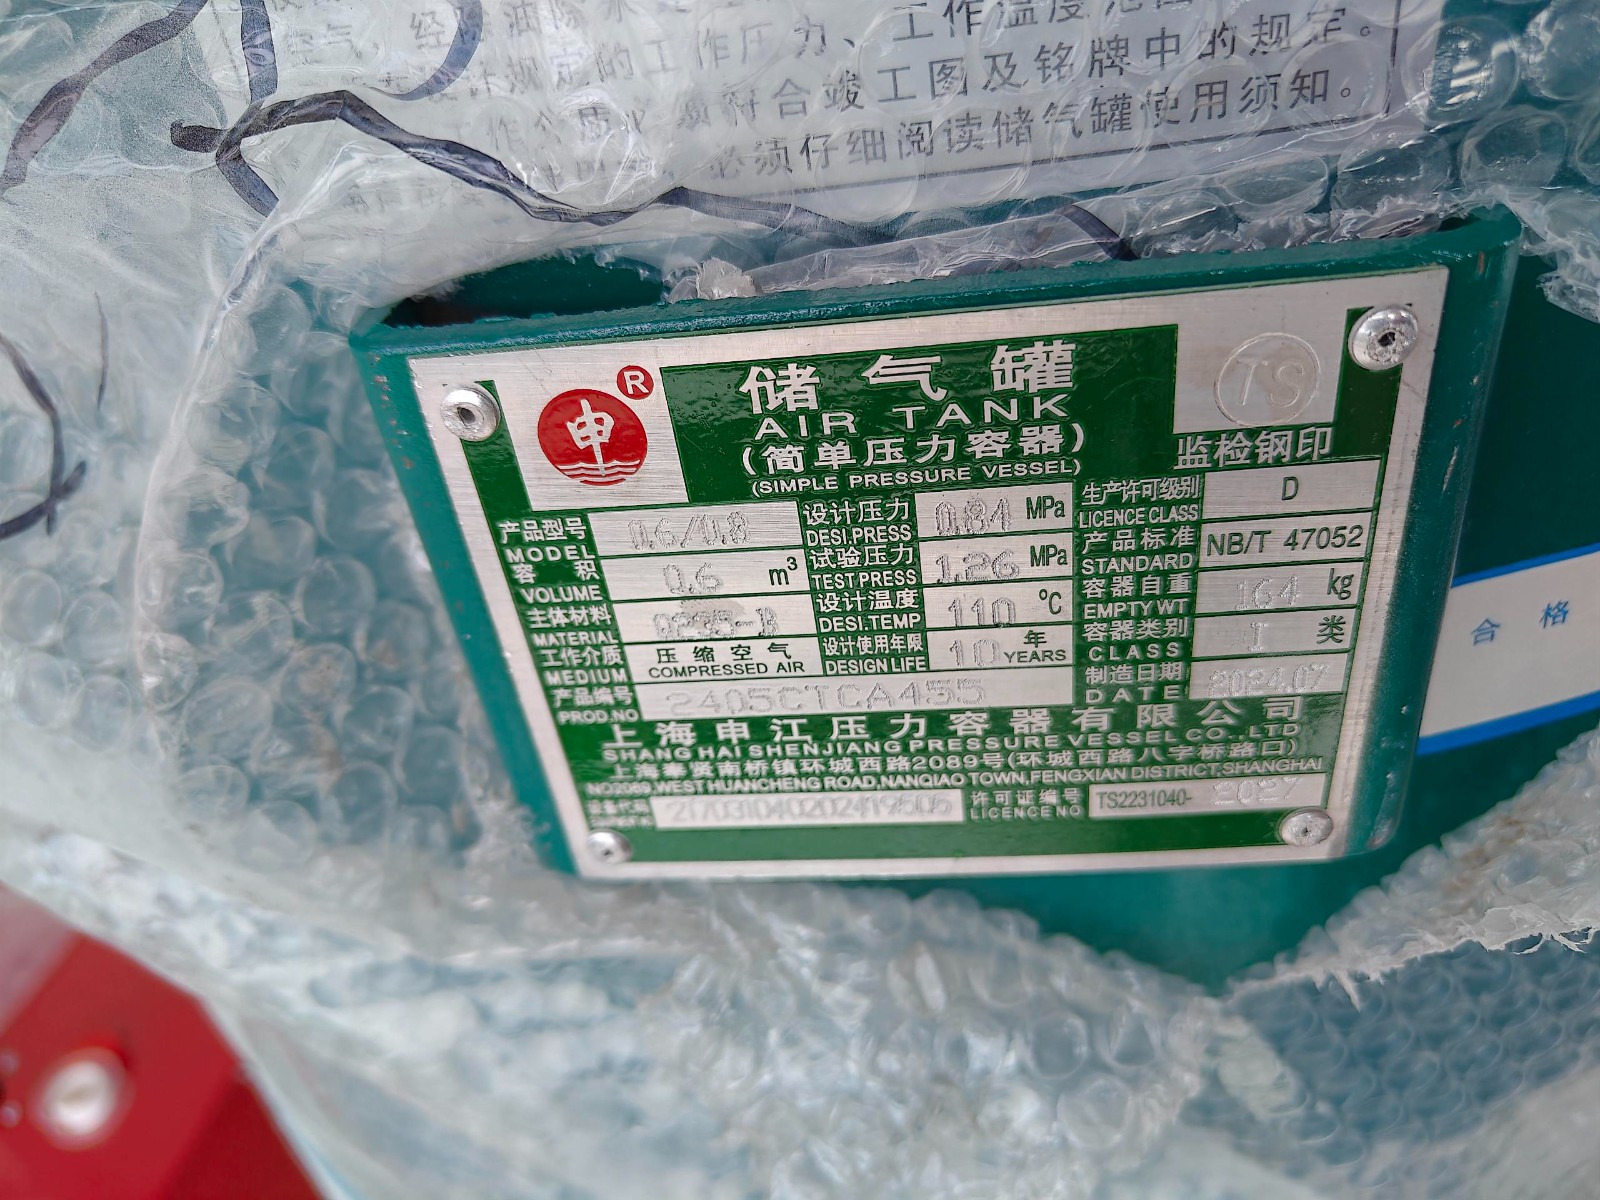 工作温度范围
设计规定的工作压力、
符合竣工图及铭牌中的规定。
必须仔细阅读储气罐使用须知。
申 R
储气罐
AIR TANK
(简单压力容器)
(SIMPLE PRESSURE VESSEL)
TS
监检钢印
产品型号 MODEL 0.6/0.8
容积 VOLUME 0.6 m³
主体材料 MATERIAL Q235-B
工作介质 MEDIUM 压缩空气 COMPRESSED AIR
产品编号 PROD.NO 2405CTCA455
设计压力 DESI.PRESS 0.84 MPa
试验压力 TEST PRESS 1.26 MPa
设计温度 DESI.TEMP 110 ℃
设计使用年限 DESIGN LIFE 10 年 YEARS
生产许可级别 LICENCE CLASS D
产品标准 STANDARD NB/T 47052
容器自重 EMPTY WT 164 kg
容器类别 CLASS I 类
制造日期 DATE 2024.07
上海申江压力容器有限公司
SHANG HAI SHENJIANG PRESSURE VESSEL CO.,LTD
上海奉贤南桥镇环城西路2089号(环城西路八字桥路口)
NO2089,WEST HUANCHENG ROAD,NANQIAO TOWN,FENGXIAN DISTRICT,SHANGHAI
设备代码 217031040202419506
许可证编号 LICENCE NO TS2231040-2027
合格